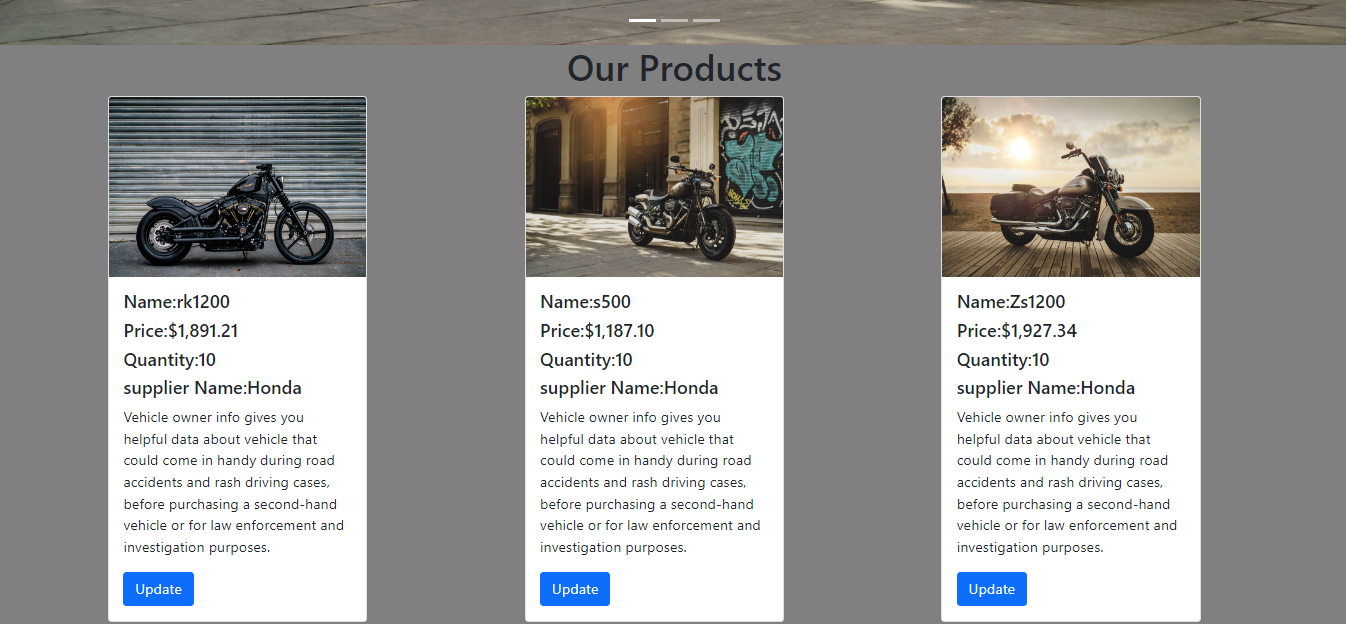 Our Products
Name:rk1200
Price:$1,891.21
Quantity:10
supplier Name:Honda
Vehicle owner info gives you
helpful data about vehicle that
could come in handy during road
accidents and rash driving cases,
before purchasing a second-hand
vehicle or for law enforcement and
investigation purposes.
Update
Name:s500
Price:$1,187.10
Quantity:10
supplier Name:Honda
Vehicle owner info gives you
helpful data about vehicle that
could come in handy during road
accidents and rash driving cases,
before purchasing a second-hand
vehicle or for law enforcement and
investigation purposes.
Update
Name:Zs1200
Price:$1,927.34
Quantity:10
supplier Name:Honda
Vehicle owner info gives you
helpful data about vehicle that
could come in handy during road
accidents and rash driving cases,
before purchasing a second-hand
vehicle or for law enforcement and
investigation purposes.
Update